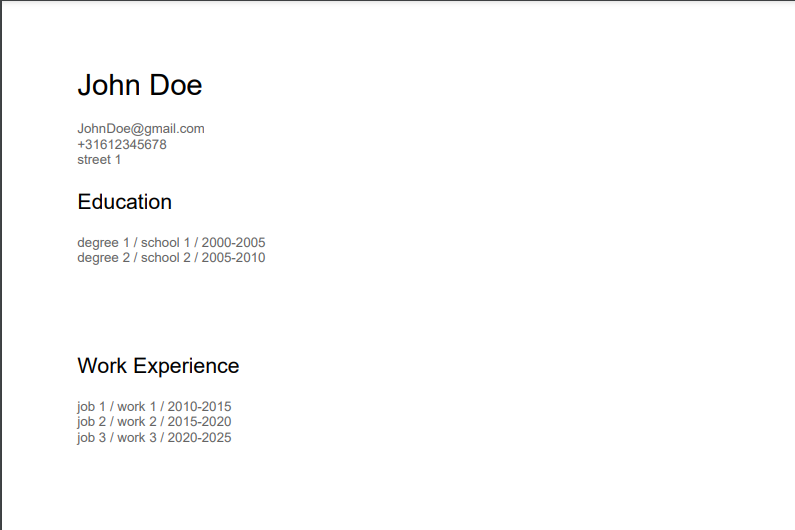 John Doe
JohnDoe@gmail.com
+31612345678
street 1
Education
degree 1 / school 1 / 2000-2005
degree 2 / school 2 / 2005-2010
Work Experience
job 1 / work 1 / 2010-2015
job 2 / work 2 / 2015-2020
job 3 / work 3 / 2020-2025